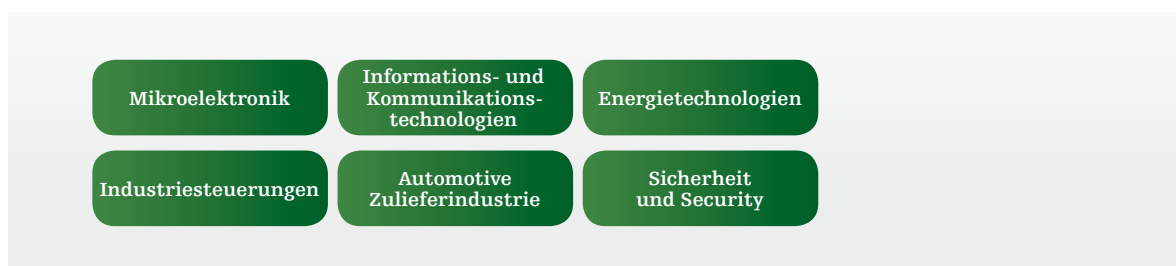 Mikroelektronik
Informations- und
Kommunikations-
technologien
Energietechnologien
Industriesteuerungen
Automotive
Zulieferindustrie
Sicherheit
und Security